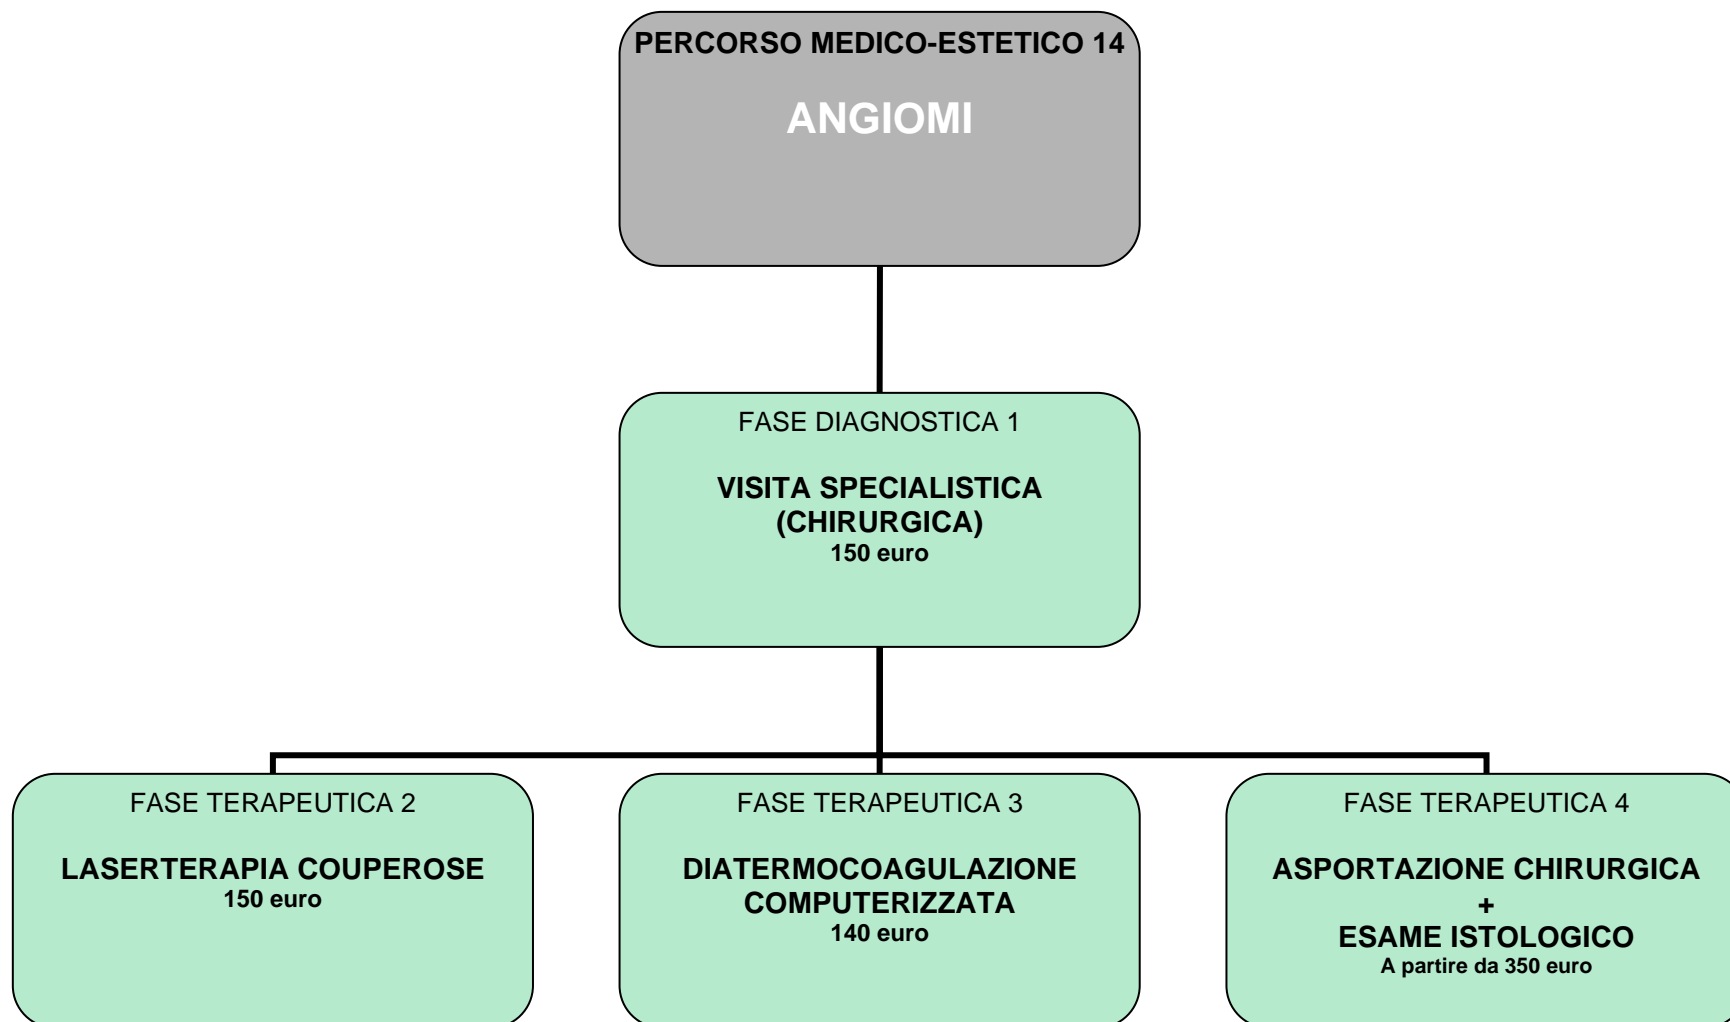 PERCORSO MEDICO-ESTETICO 14
ANGIOMI
FASE DIAGNOSTICA 1
VISITA SPECIALISTICA
(CHIRURGICA)
150 euro
FASE TERAPEUTICA 2
LASERTERAPIA COUPEROSE
150 euro
FASE TERAPEUTICA 3
DIATERMOCOAGULAZIONE
COMPUTERIZZATA
140 euro
FASE TERAPEUTICA 4
ASPORTAZIONE CHIRURGICA
+
ESAME ISTOLOGICO
A partire da 350 euro